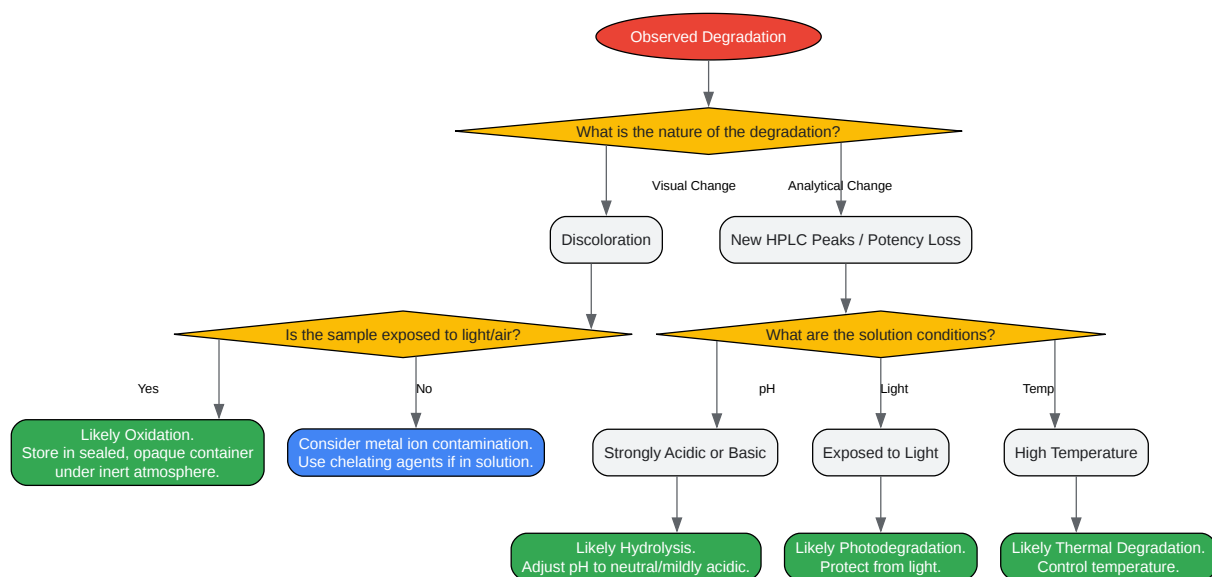 Observed Degradation
What is the nature of the degradation?
Visual Change
Analytical Change
Discoloration
New HPLC Peaks / Potency Loss
Is the sample exposed to light/air?
What are the solution conditions?
Yes
No
pH
Light
Temp
Likely Oxidation.
Store in sealed, opaque container
under inert atmosphere.
Consider metal ion contamination.
Use chelating agents if in solution.
Strongly Acidic or Basic
Exposed to Light
High Temperature
Likely Hydrolysis.
Adjust pH to neutral/mildly acidic.
Likely Photodegradation.
Protect from light.
Likely Thermal Degradation.
Control temperature.